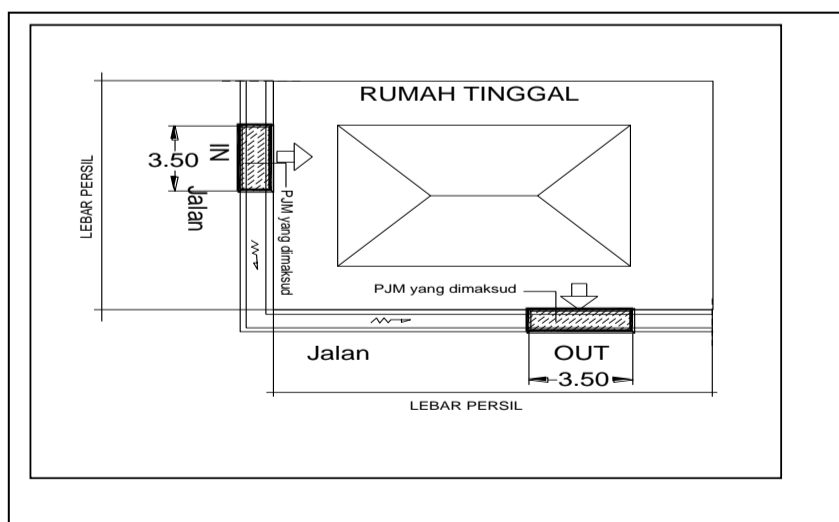 RUMAH TINGGAL
IN
3.50
Jalan
LEBAR PERSIL
PJM yang dimaksud
PJM yang dimaksud
Jalan
OUT
3.50
LEBAR PERSIL